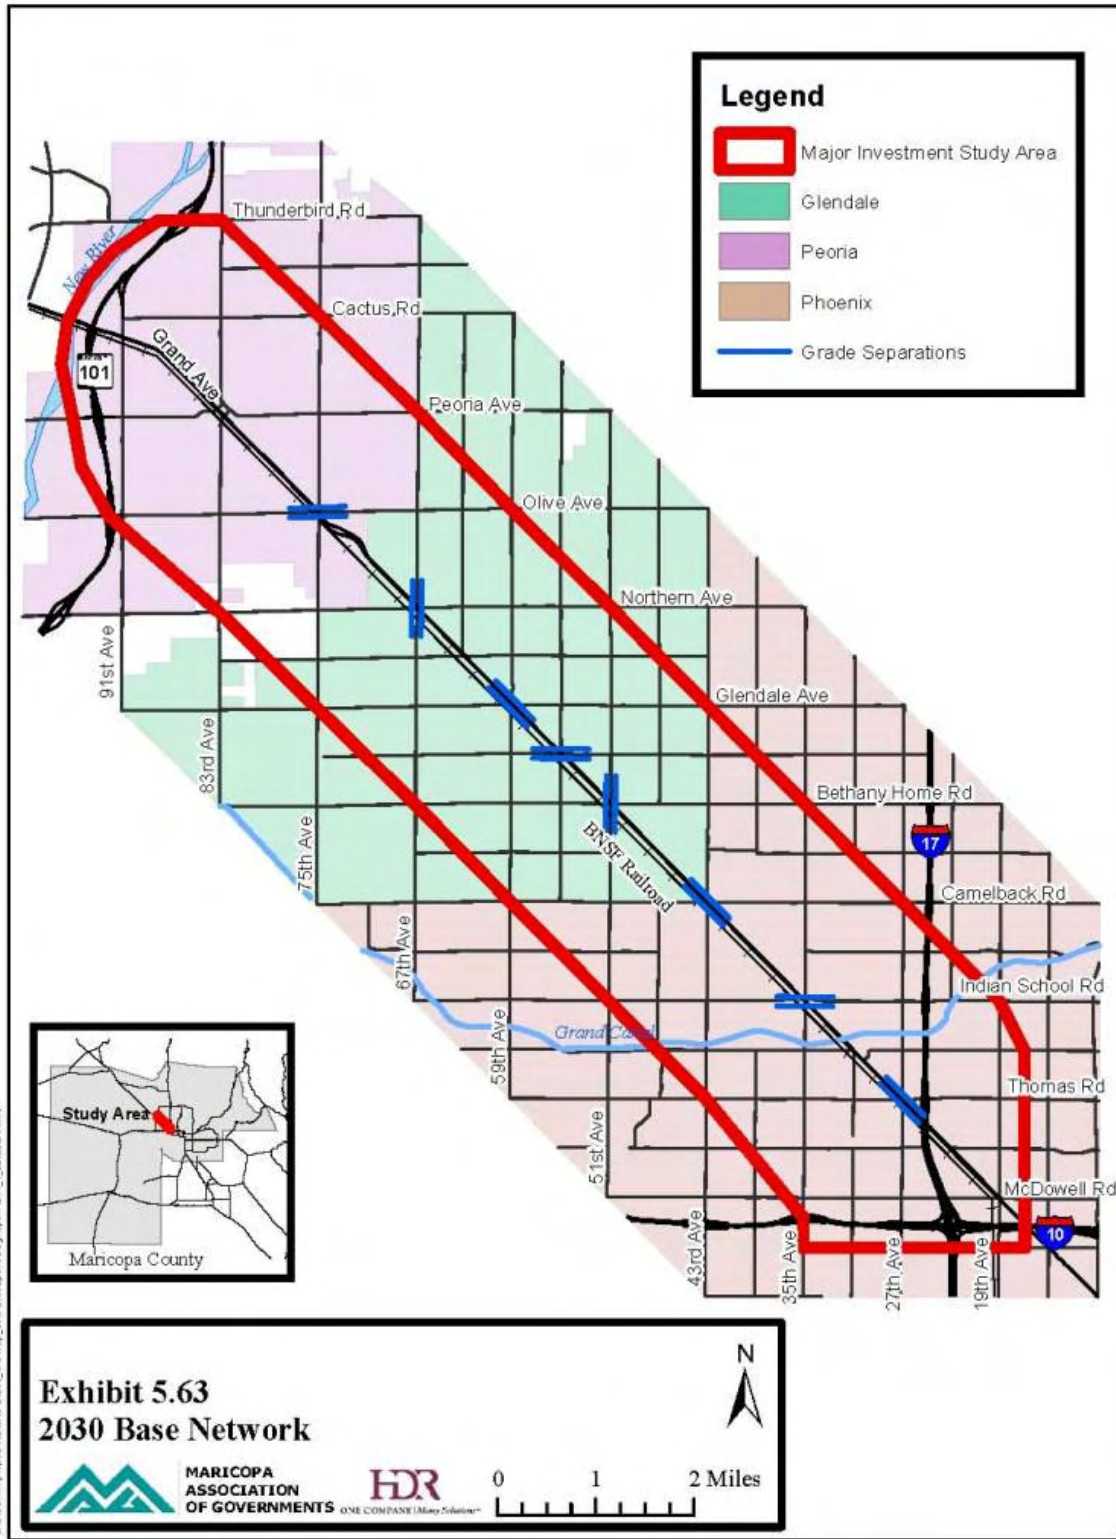 Legend
Major Investment Study Area
Glendale
Peoria
Phoenix
Grade Separations
Thunderbird Rd
New River
Cactus Rd
Grand Ave
101
Peoria Ave
Olive Ave
Northern Ave
91st Ave
Glendale Ave
83rd Ave
Bethany Home Rd
75th Ave
BNSF Railroad
17
Camelback Rd
67th Ave
Indian School Rd
59th Ave
Grand Canal
Thomas Rd
51st Ave
McDowell Rd
43rd Ave
35th Ave
27th Ave
19th Ave
10
Study Area
Maricopa County
Exhibit 5.63
2030 Base Network
MARICOPA
ASSOCIATION
OF GOVERNMENTS
HDR
ONE COMPANY | Many Solutions
N
0 1 2 Miles